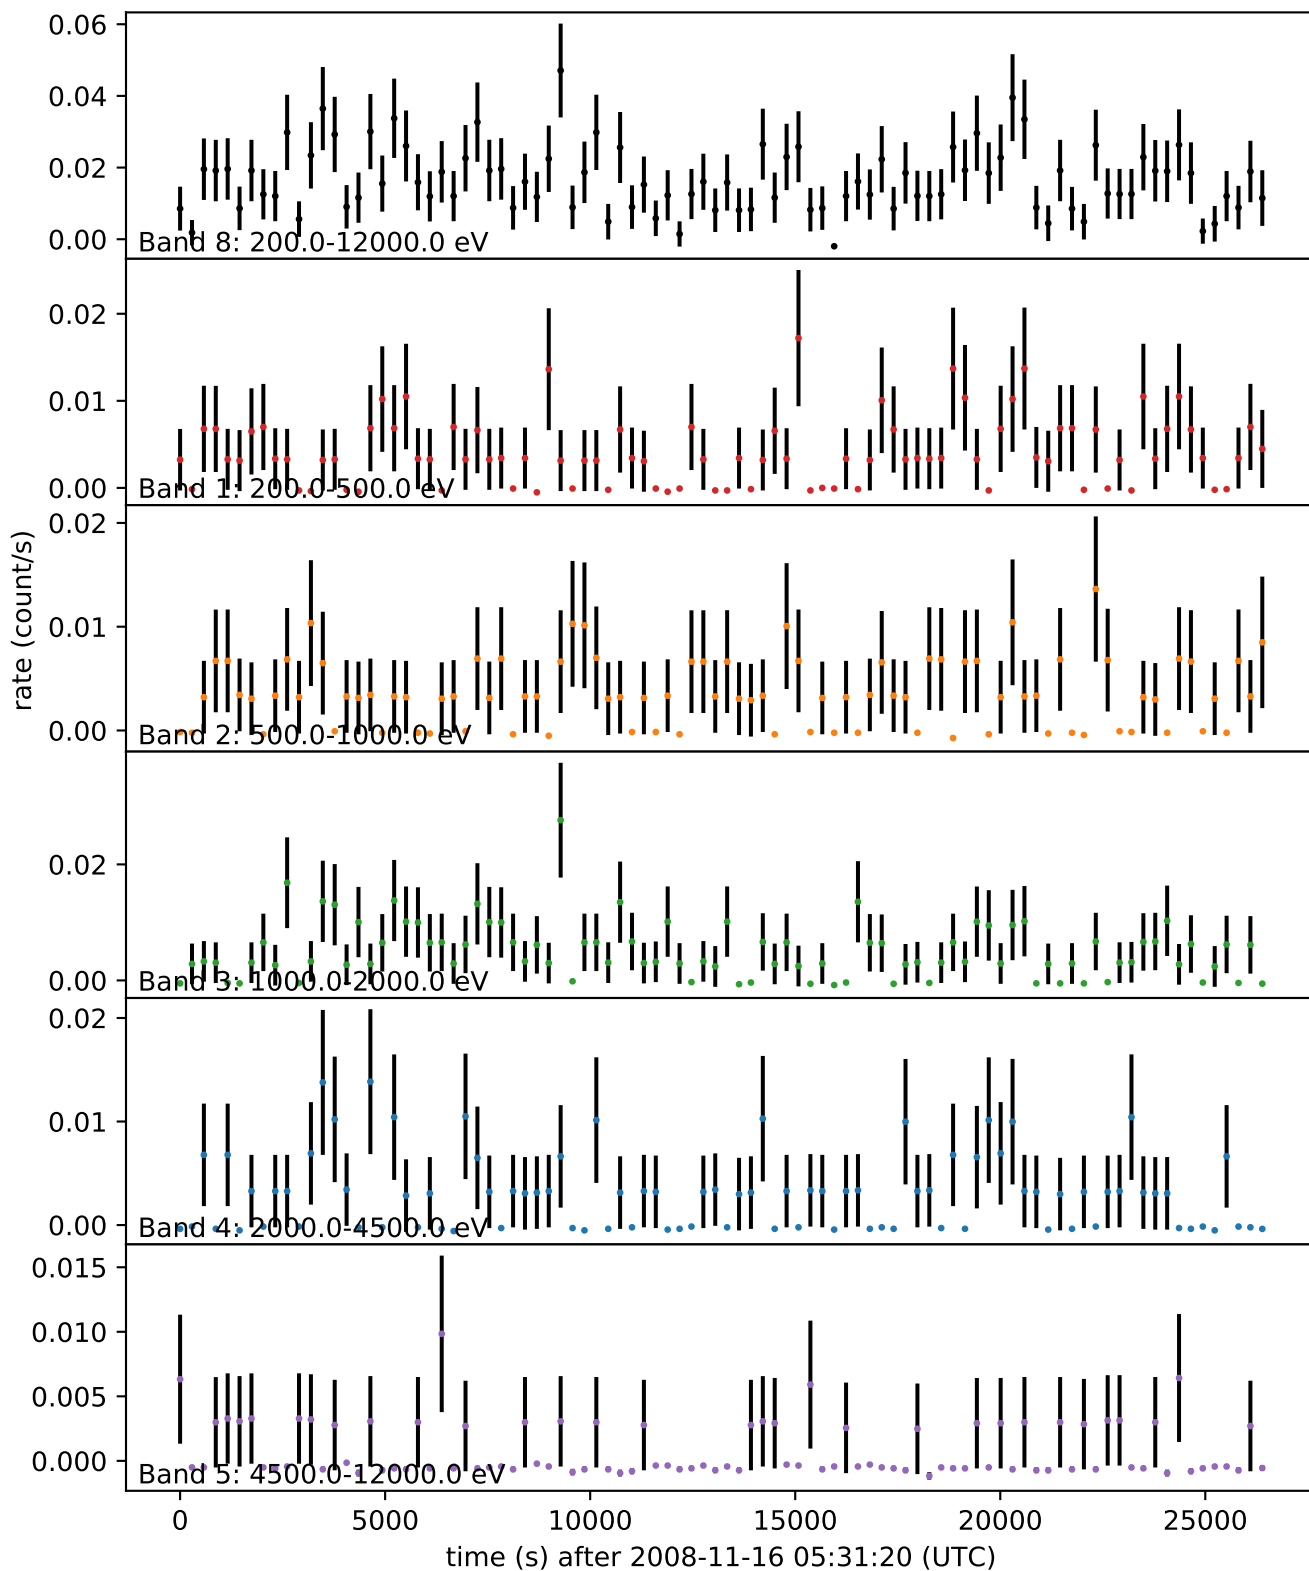 0.06
0.04
0.02
0.00
Band 8: 200.0-12000.0 eV
0.02
0.01
0.00
Band 1: 200.0-500.0 eV
0.02
0.01
0.00
Band 2: 500.0-1000.0 eV
rate (count/s)
0.02
0.00
Band 3: 1000.0-2000.0 eV
0.02
0.01
0.00
Band 4: 2000.0-4500.0 eV
0.015
0.010
0.005
0.000
Band 5: 4500.0-12000.0 eV
0 5000 10000 15000 20000 25000
time (s) after 2008-11-16 05:31:20 (UTC)